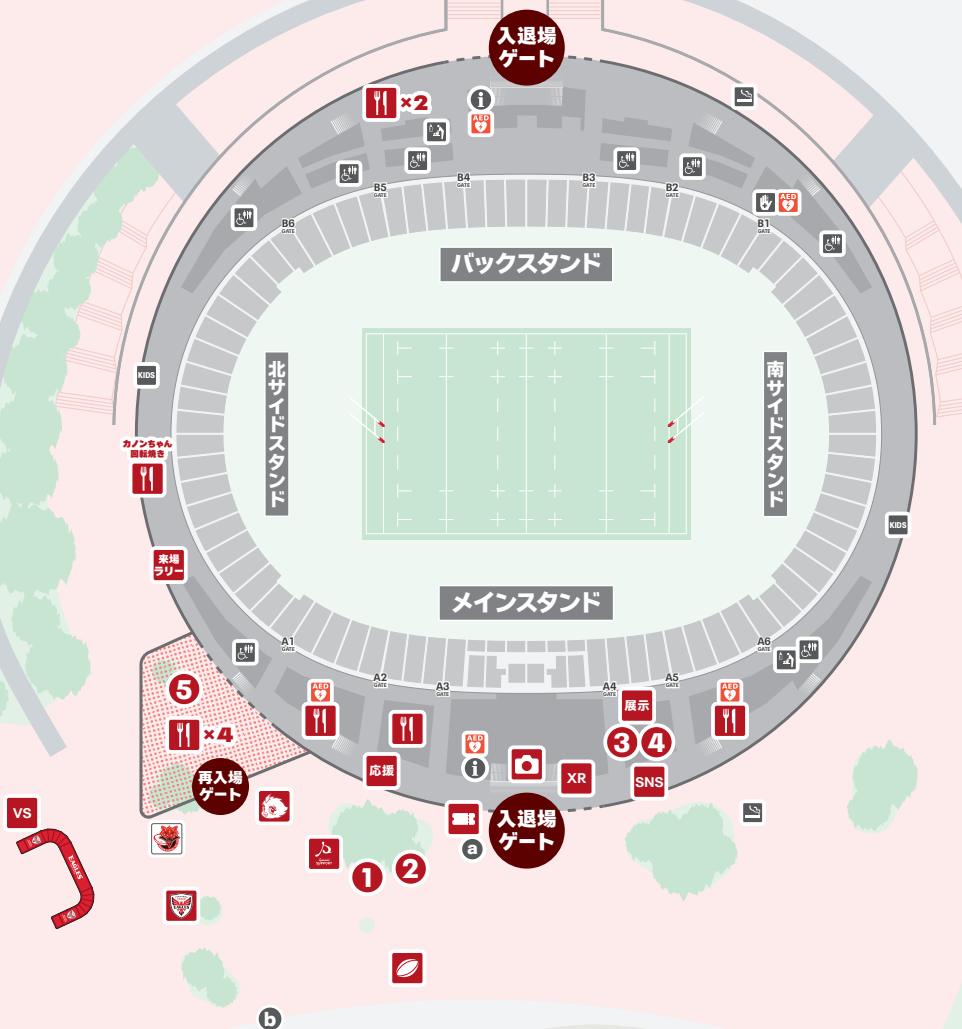 入退場
ゲート
×2
i
AED
B5
GATE
B4
GATE
B3
GATE
B2
GATE
AED
B6
GATE
B1
GATE
バックスタンド
北サイドスタンド
南サイドスタンド
KIDS
カノンちゃん
回転焼き
KIDS
来場
ラリー
メインスタンド
A1
GATE
A6
GATE
A2
GATE
A3
GATE
A4
GATE
A5
GATE
5
AED
AED
展示
×4
3
4
AED
i
応援
XR
SNS
再入場
ゲート
VS
入退場
ゲート
a
EAGLES
1
2
EAGLES
b